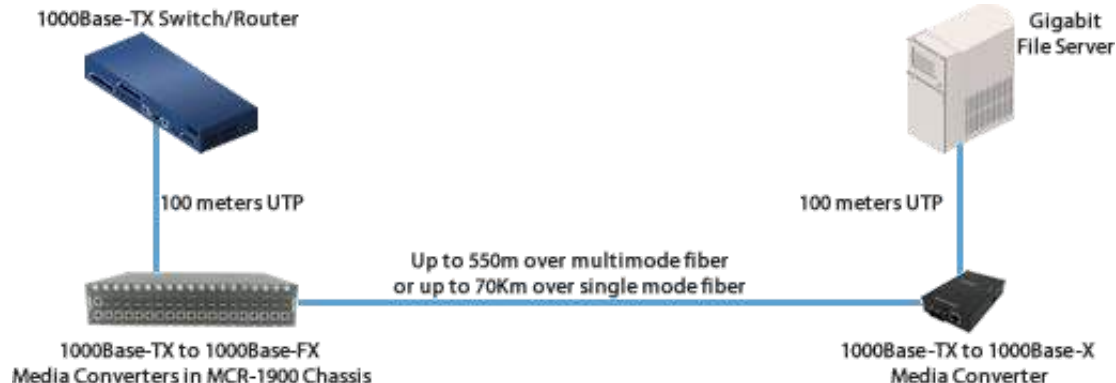 1000Base-TX Switch/Router
Gigabit
File Server
100 meters UTP
100 meters UTP
Up to 550m over multimode fiber
or up to 70Km over single mode fiber
1000Base-TX to 1000Base-FX
Media Converters in MCR-1900 Chassis
1000Base-TX to 1000Base-X
Media Converter